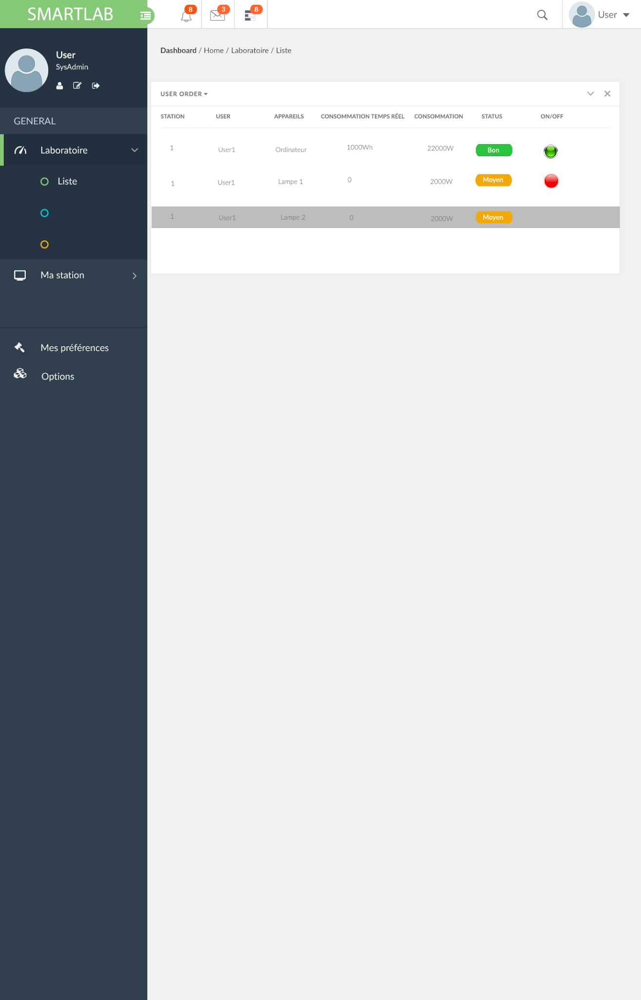 SMARTLAB
8
3
8
User
User
SysAdmin
Dashboard / Home / Laboratoire / Liste
GENERAL
Laboratoire
Liste
Ma station
Mes préférences
Options
USER ORDER
STATION USER APPAREILS CONSOMMATION TEMPS RÉEL CONSOMMATION STATUS ON/OFF
1 User1 Ordinateur 1000Wh 22000W Bon
1 User1 Lampe 1 0 2000W Moyen
1 User1 Lampe 2 0 2000W Moyen